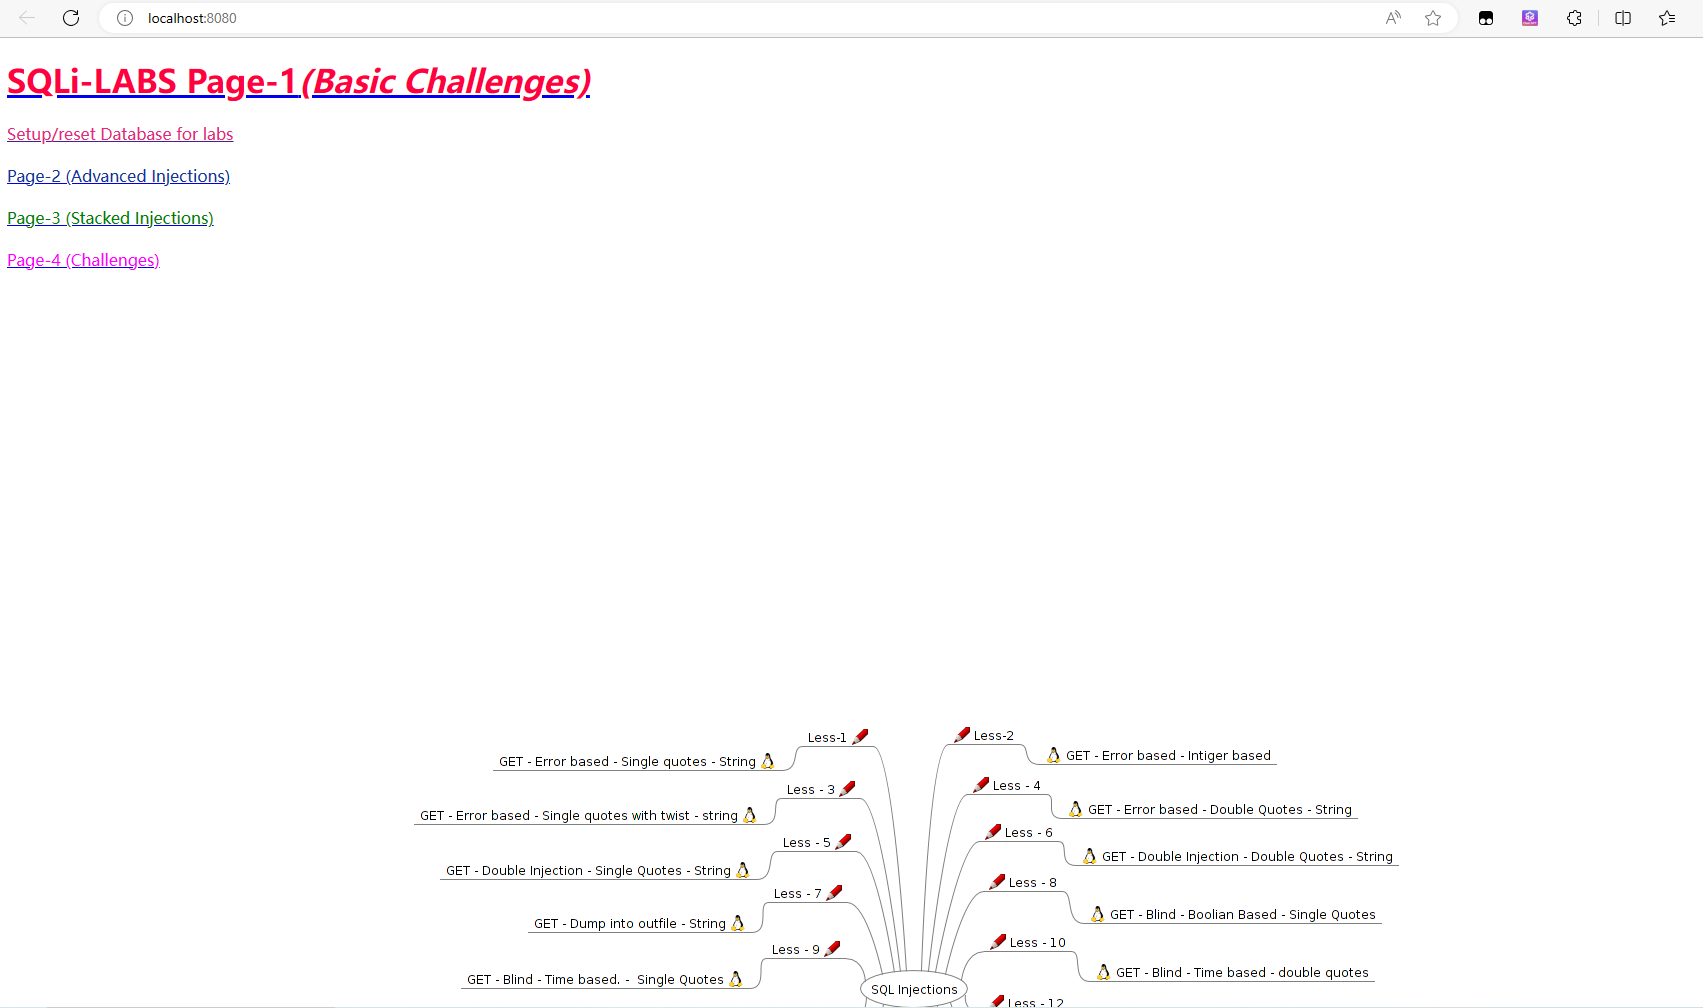 localhost:8080
SQLi-LABS Page-1(Basic Challenges)
Setup/reset Database for labs
Page-2 (Advanced Injections)
Page-3 (Stacked Injections)
Page-4 (Challenges)
Less-1
GET - Error based - Single quotes - String
Less-2
GET - Error based - Intiger based
Less - 3
GET - Error based - Single quotes with twist - string
Less - 4
GET - Error based - Double Quotes - String
Less - 5
GET - Double Injection - Single Quotes - String
Less - 6
GET - Double Injection - Double Quotes - String
Less - 7
GET - Dump into outfile - String
Less - 8
GET - Blind - Boolian Based - Single Quotes
Less - 9
GET - Blind - Time based. - Single Quotes
Less - 10
GET - Blind - Time based - double quotes
SQL Injections
Less - 12